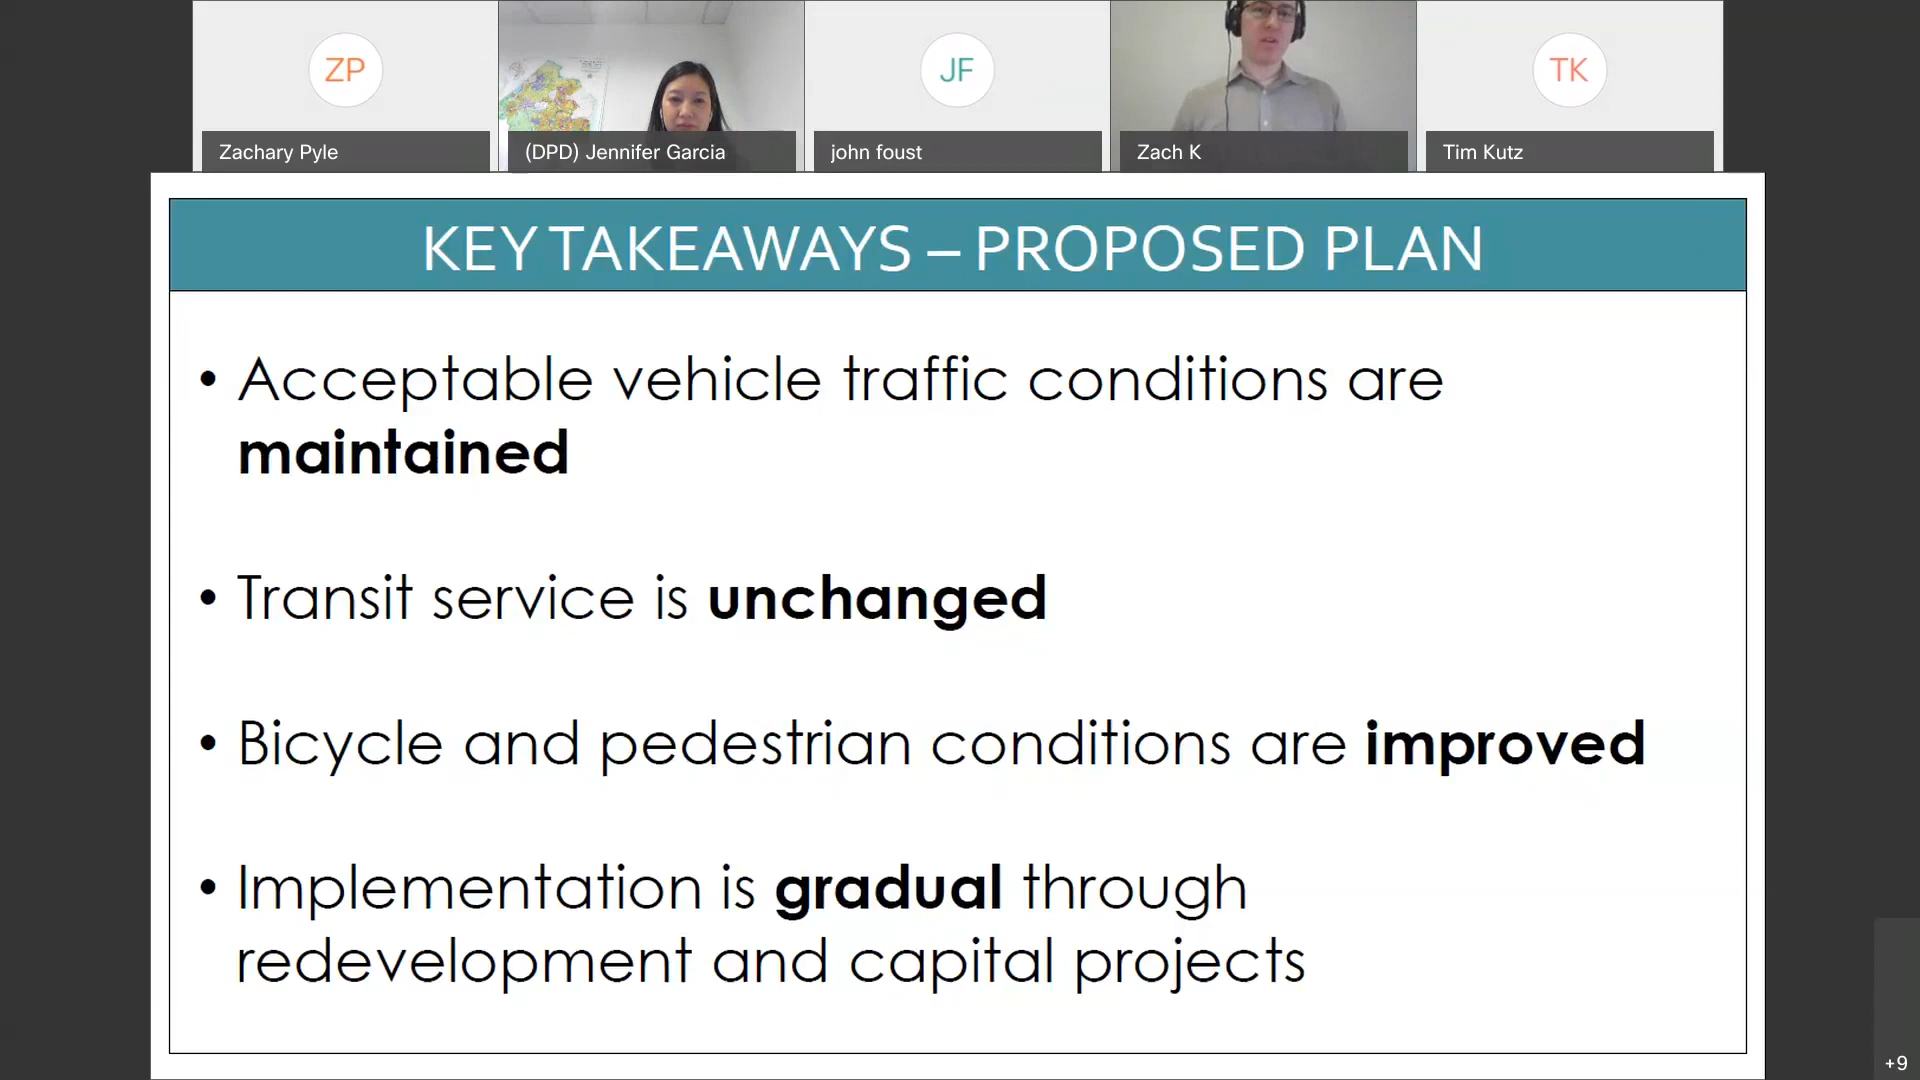 ZP
JF
TK
Zachary Pyle
(DPD) Jennifer Garcia
john foust
Zach K
Tim Kutz
KEY TAKEAWAYS – PROPOSED PLAN
• Acceptable vehicle traffic conditions are
maintained
• Transit service is unchanged
• Bicycle and pedestrian conditions are improved
• Implementation is gradual through
redevelopment and capital projects
+9